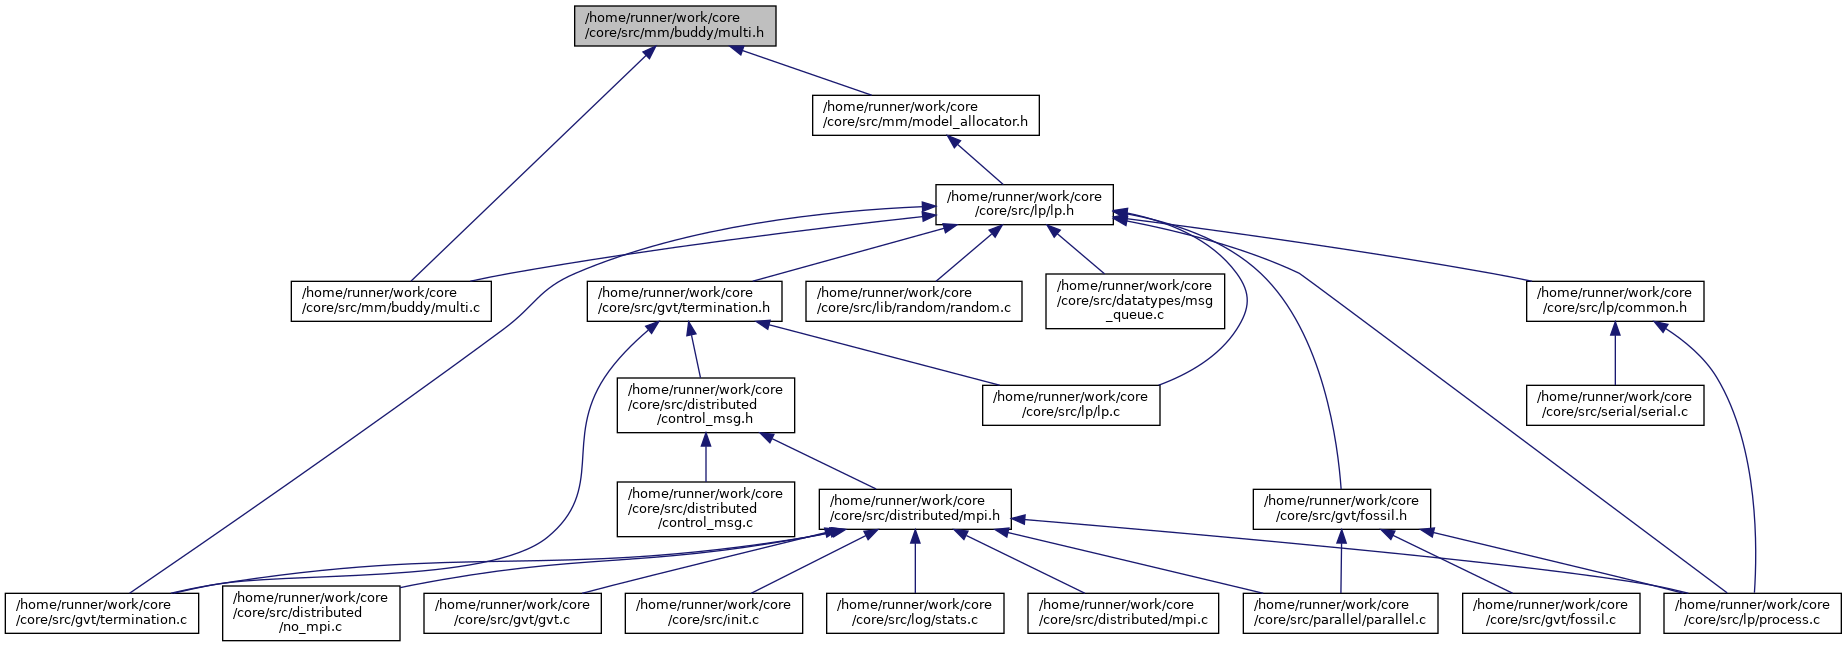 /home/runner/work/core
/core/src/mm/buddy/multi.h
/home/runner/work/core
/core/src/mm/model_allocator.h
/home/runner/work/core
/core/src/lp/lp.h
/home/runner/work/core
/core/src/mm/buddy/multi.c
/home/runner/work/core
/core/src/gvt/termination.h
/home/runner/work/core
/core/src/lib/random/random.c
/home/runner/work/core
/core/src/datatypes/msg
_queue.c
/home/runner/work/core
/core/src/lp/common.h
/home/runner/work/core
/core/src/distributed
/control_msg.h
/home/runner/work/core
/core/src/lp/lp.c
/home/runner/work/core
/core/src/serial/serial.c
/home/runner/work/core
/core/src/distributed
/control_msg.c
/home/runner/work/core
/core/src/distributed/mpi.h
/home/runner/work/core
/core/src/gvt/fossil.h
/home/runner/work/core
/core/src/gvt/termination.c
/home/runner/work/core
/core/src/distributed
/no_mpi.c
/home/runner/work/core
/core/src/gvt/gvt.c
/home/runner/work/core
/core/src/init.c
/home/runner/work/core
/core/src/log/stats.c
/home/runner/work/core
/core/src/distributed/mpi.c
/home/runner/work/core
/core/src/parallel/parallel.c
/home/runner/work/core
/core/src/gvt/fossil.c
/home/runner/work/core
/core/src/lp/process.c